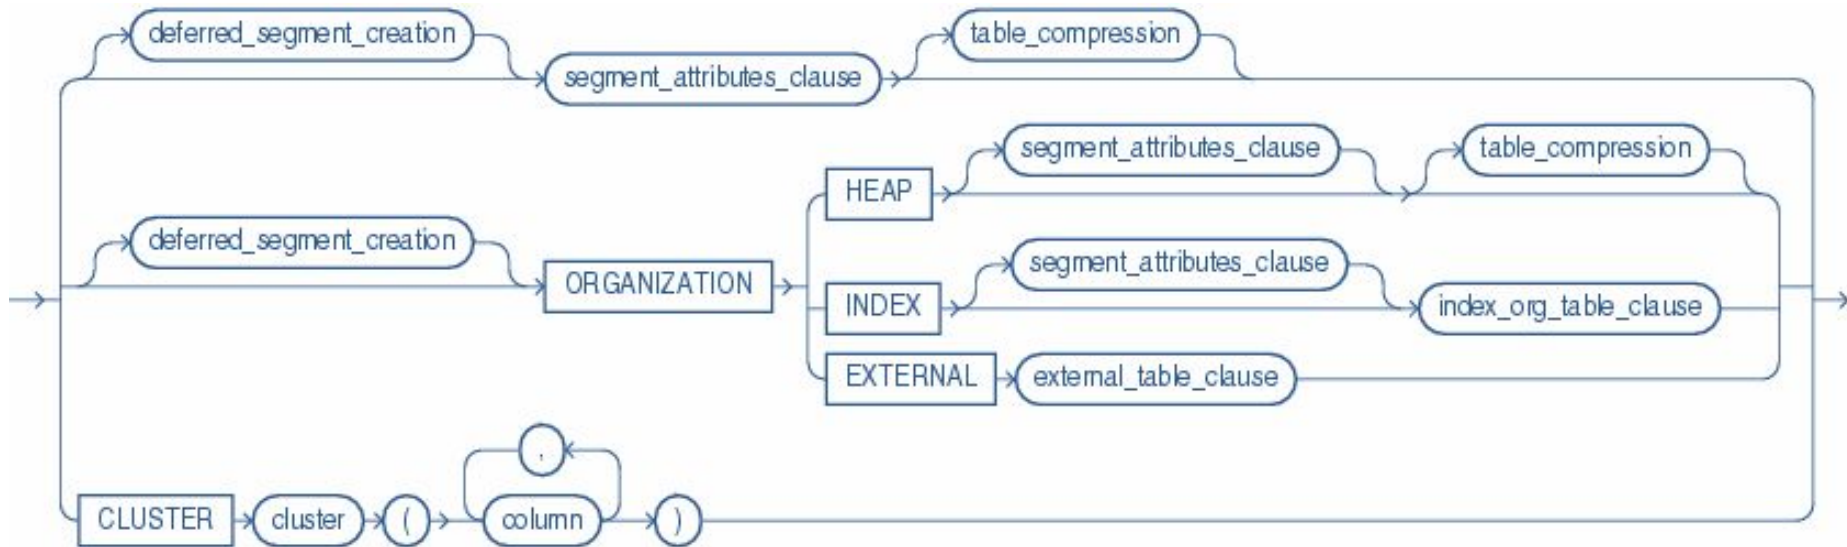 deferred_segment_creation table_compression
segment_attributes_clause
segment_attributes_clause table_compression
HEAP
deferred_segment_creation
segment_attributes_clause
ORGANIZATION
INDEX index_org_table_clause
EXTERNAL external_table_clause
,
CLUSTER cluster ( column )